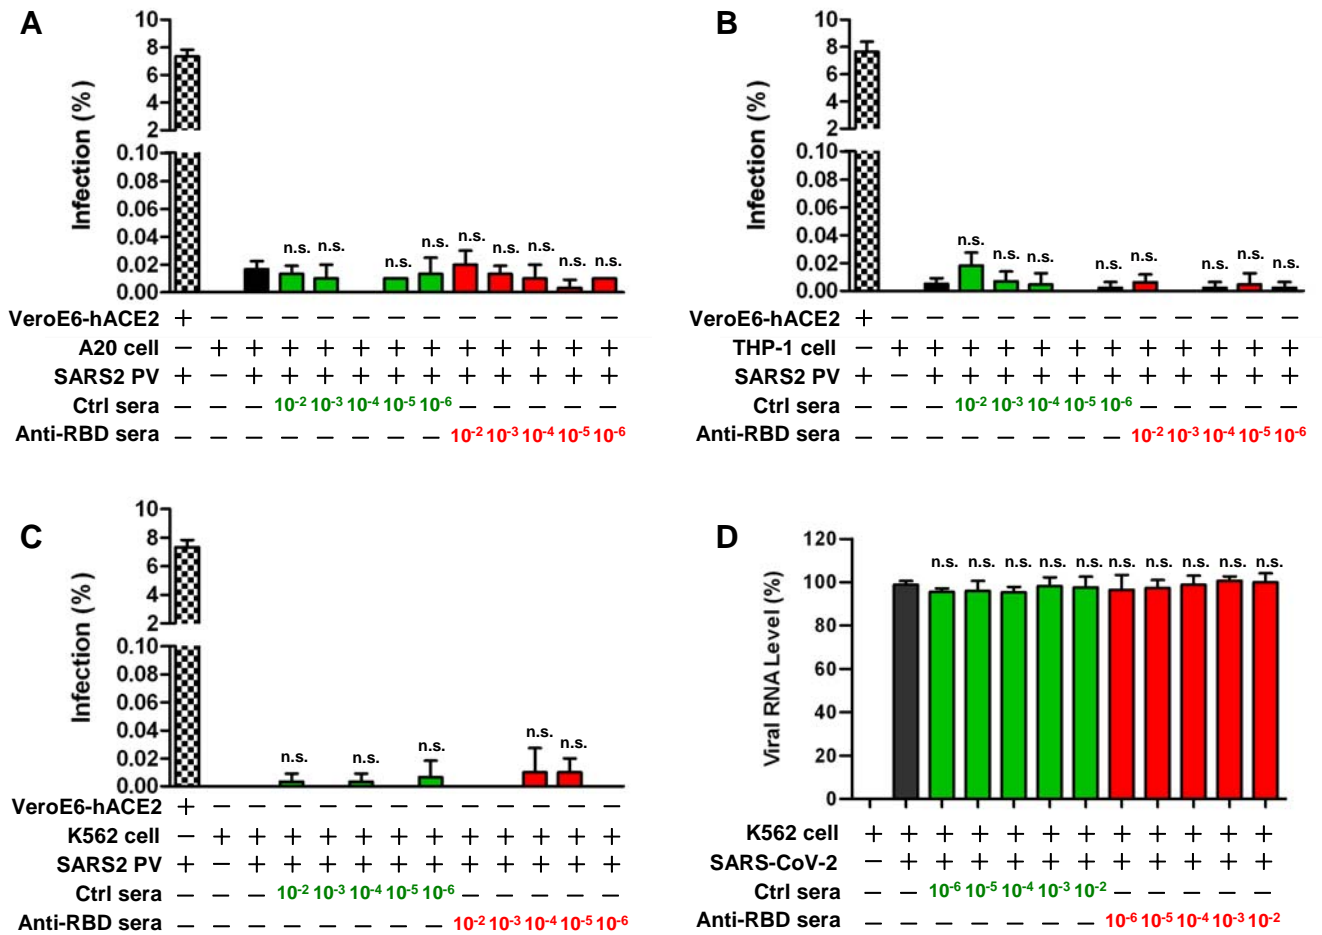 A
10
8
6
4
2
0.10
0.08
0.06
0.04
0.02
0.00
Infection (%)
n.s. n.s. n.s. n.s. n.s. n.s. n.s. n.s. n.s.
VeroE6-hACE2 + — — — — — — — — — — — —
A20 cell — + + + + + + + + + + + +
SARS2 PV + — + + + + + + + + + + +
Ctrl sera — — — 10-2 10-3 10-4 10-5 10-6 — — — — —
Anti-RBD sera — — — — — — — — 10-2 10-3 10-4 10-5 10-6
B
10
8
6
4
2
0.10
0.08
0.06
0.04
0.02
0.00
Infection (%)
n.s. n.s. n.s. n.s. n.s. n.s. n.s. n.s.
VeroE6-hACE2 + — — — — — — — — — — — —
THP-1 cell — + + + + + + + + + + + +
SARS2 PV + — + + + + + + + + + + +
Ctrl sera — — — 10-2 10-3 10-4 10-5 10-6 — — — — —
Anti-RBD sera — — — — — — — — 10-2 10-3 10-4 10-5 10-6
C
10
8
6
4
2
0.10
0.08
0.06
0.04
0.02
0.00
Infection (%)
n.s. n.s. n.s. n.s. n.s.
VeroE6-hACE2 + — — — — — — — — — — — —
K562 cell — + + + + + + + + + + + +
SARS2 PV + — + + + + + + + + + + +
Ctrl sera — — — 10-2 10-3 10-4 10-5 10-6 — — — — —
Anti-RBD sera — — — — — — — — 10-2 10-3 10-4 10-5 10-6
D
120
100
80
60
40
20
0
Viral RNA Level (%)
n.s. n.s. n.s. n.s. n.s. n.s. n.s. n.s. n.s. n.s.
K562 cell + + + + + + + + + + + +
SARS-CoV-2 — + + + + + + + + + + +
Ctrl sera — — 10-6 10-5 10-4 10-3 10-2 — — — — —
Anti-RBD sera — — — — — — — 10-6 10-5 10-4 10-3 10-2